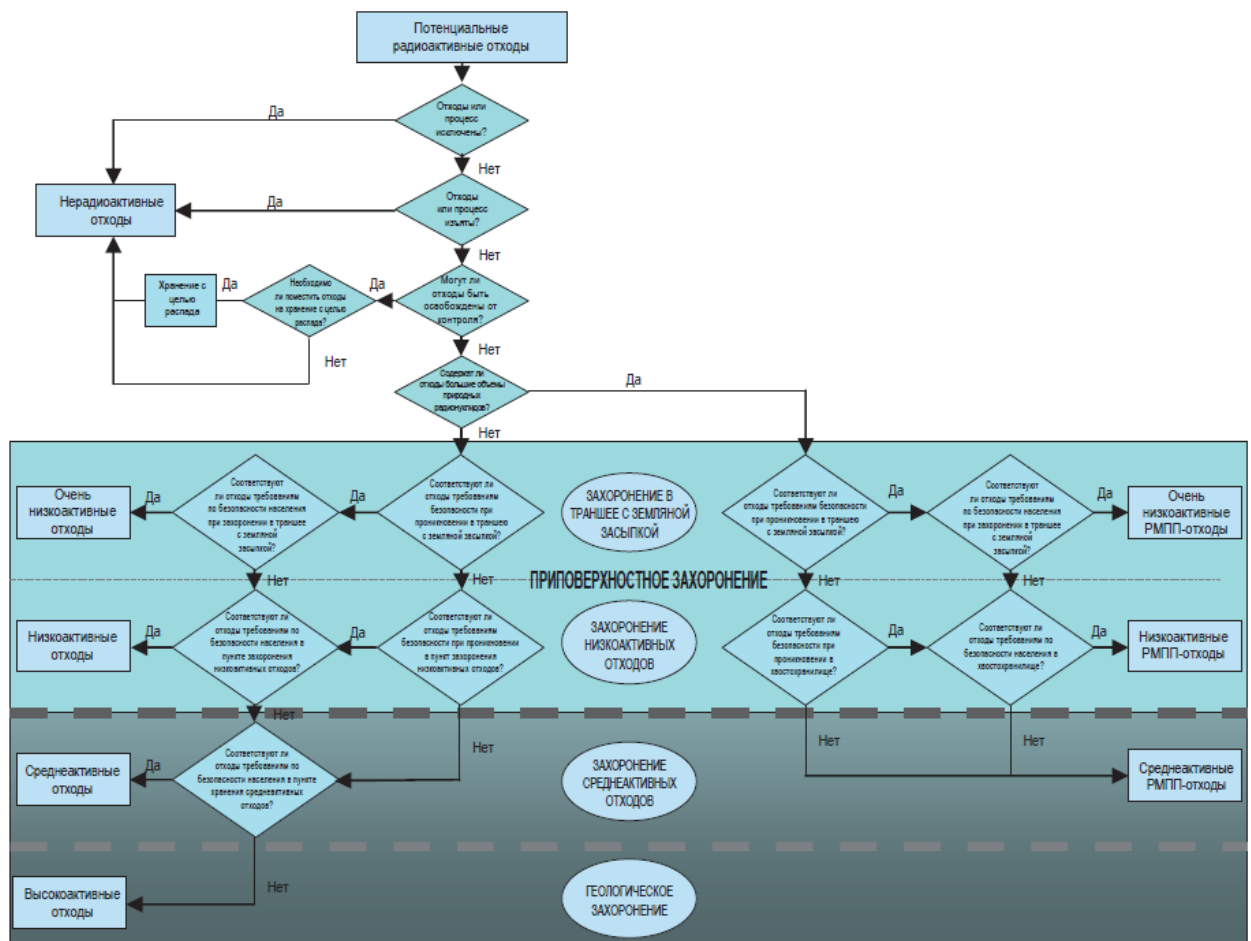 Потенциальные
радиоактивные отходы
Отходы или
процесс
исключены?
Да
Нет
Нерадиоактивные
отходы
Да
Отходы
или процесс
изъяты?
Нет
Хранение с
целью
распада
Да
Необходимо
ли поместить отходы
на хранение с целью
распада?
Да
Могут ли
отходы быть
освобождены от
контроля?
Нет
Нет
Содержат ли
отходы большие объемы
природных
радионуклидов?
Да
Нет
Очень
низкоактивные
отходы
Да
Соответствуют
ли отходы требованиям
по безопасности населения
при захоронении в траншее
с земляной
засыпкой?
Да
Соответствуют ли
отходы требованиям
безопасности при
проникновении в траншею
с земляной засыпкой?
ЗАХОРОНЕНИЕ В
ТРАНШЕЕ С ЗЕМЛЯНОЙ
ЗАСЫПКОЙ
Соответствуют ли
отходы требованиям безопасности
при проникновении в траншею
с земляной засыпкой?
Да
Соответствуют
ли отходы требованиям
по безопасности населения
при захоронении в траншее
с земляной
засыпкой?
Да
Очень
низкоактивные
РМПП-отходы
Нет
Нет
ПРИПОВЕРХНОСТНОЕ ЗАХОРОНЕНИЕ
Нет
Нет
Низкоактивные
отходы
Да
Соответствуют ли
отходы требованиям по
безопасности населения в
пункте захоронения
низкоактивных отходов?
Да
Соответствуют ли
отходы требованиям
безопасности при проникновении
в пункт захоронения
низкоактивных отходов?
ЗАХОРОНЕНИЕ
НИЗКОАКТИВНЫХ
ОТХОДОВ
Соответствуют ли
отходы требованиям
безопасности при
проникновении в
хвостохранилище?
Да
Соответствуют ли
отходы требованиям по
безопасности населения в
хвостохранилище?
Да
Низкоактивные
РМПП-отходы
Нет
Нет
Нет
Нет
Среднеактивные
отходы
Да
Соответствуют ли
отходы требованиям по
безопасности населения в пункте
хранения среднеактивных
отходов?
ЗАХОРОНЕНИЕ
СРЕДНЕАКТИВНЫХ
ОТХОДОВ
Среднеактивные
РМПП-отходы
Нет
Высокоактивные
отходы
ГЕОЛОГИЧЕСКОЕ
ЗАХОРОНЕНИЕ